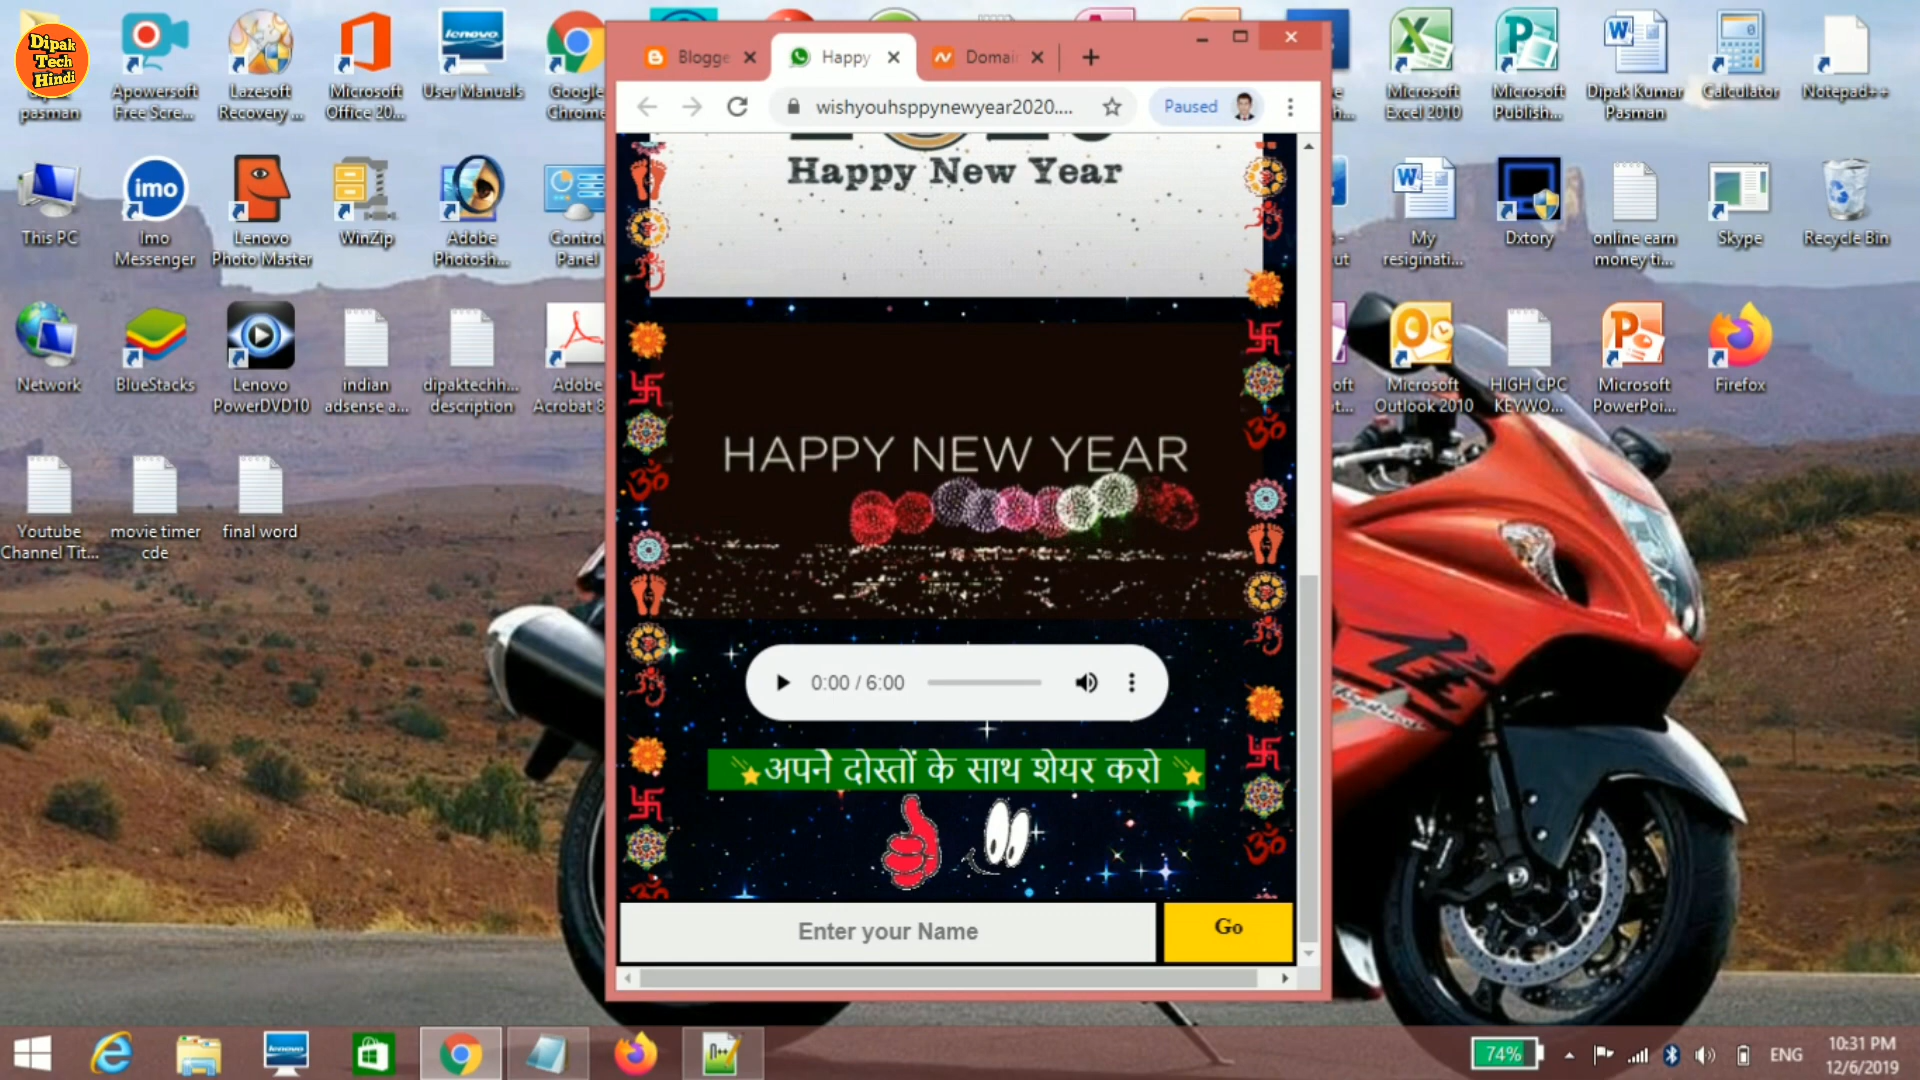 Dipak
Tech
Hindi
pasman
Apowersoft
Free Scre...
Lazesoft
Recovery ...
Microsoft
Office 20...
lenovo
User Manuals
Google
Chrome
Blogge
Happy
Domain
wishyouhsppynewyear2020....
Paused
Microsoft
Excel 2010
Microsoft
Publish...
Dipak Kumar
Pasman
Calculator
Notepad++
This PC
imo
Imo
Messenger
Lenovo
Photo Master
WinZip
Adobe
Photosh...
Control
Panel
Happy New Year
My
resiginati...
Dxtory
online earn
money ti...
Skype
Recycle Bin
Network
BlueStacks
Lenovo
PowerDVD10
indian
adsense a...
dipaktechh...
description
Adobe
Acrobat 8
HAPPY NEW YEAR
Microsoft
Outlook 2010
HIGH CPC
KEYWO...
Microsoft
PowerPoi...
Firefox
Youtube
Channel Tit...
movie timer
cde
final word
0:00 / 6:00
अपने दोस्तों के साथ शेयर करो
Enter your Name
Go
lenovo
74%
ENG
10:31 PM
12/6/2019